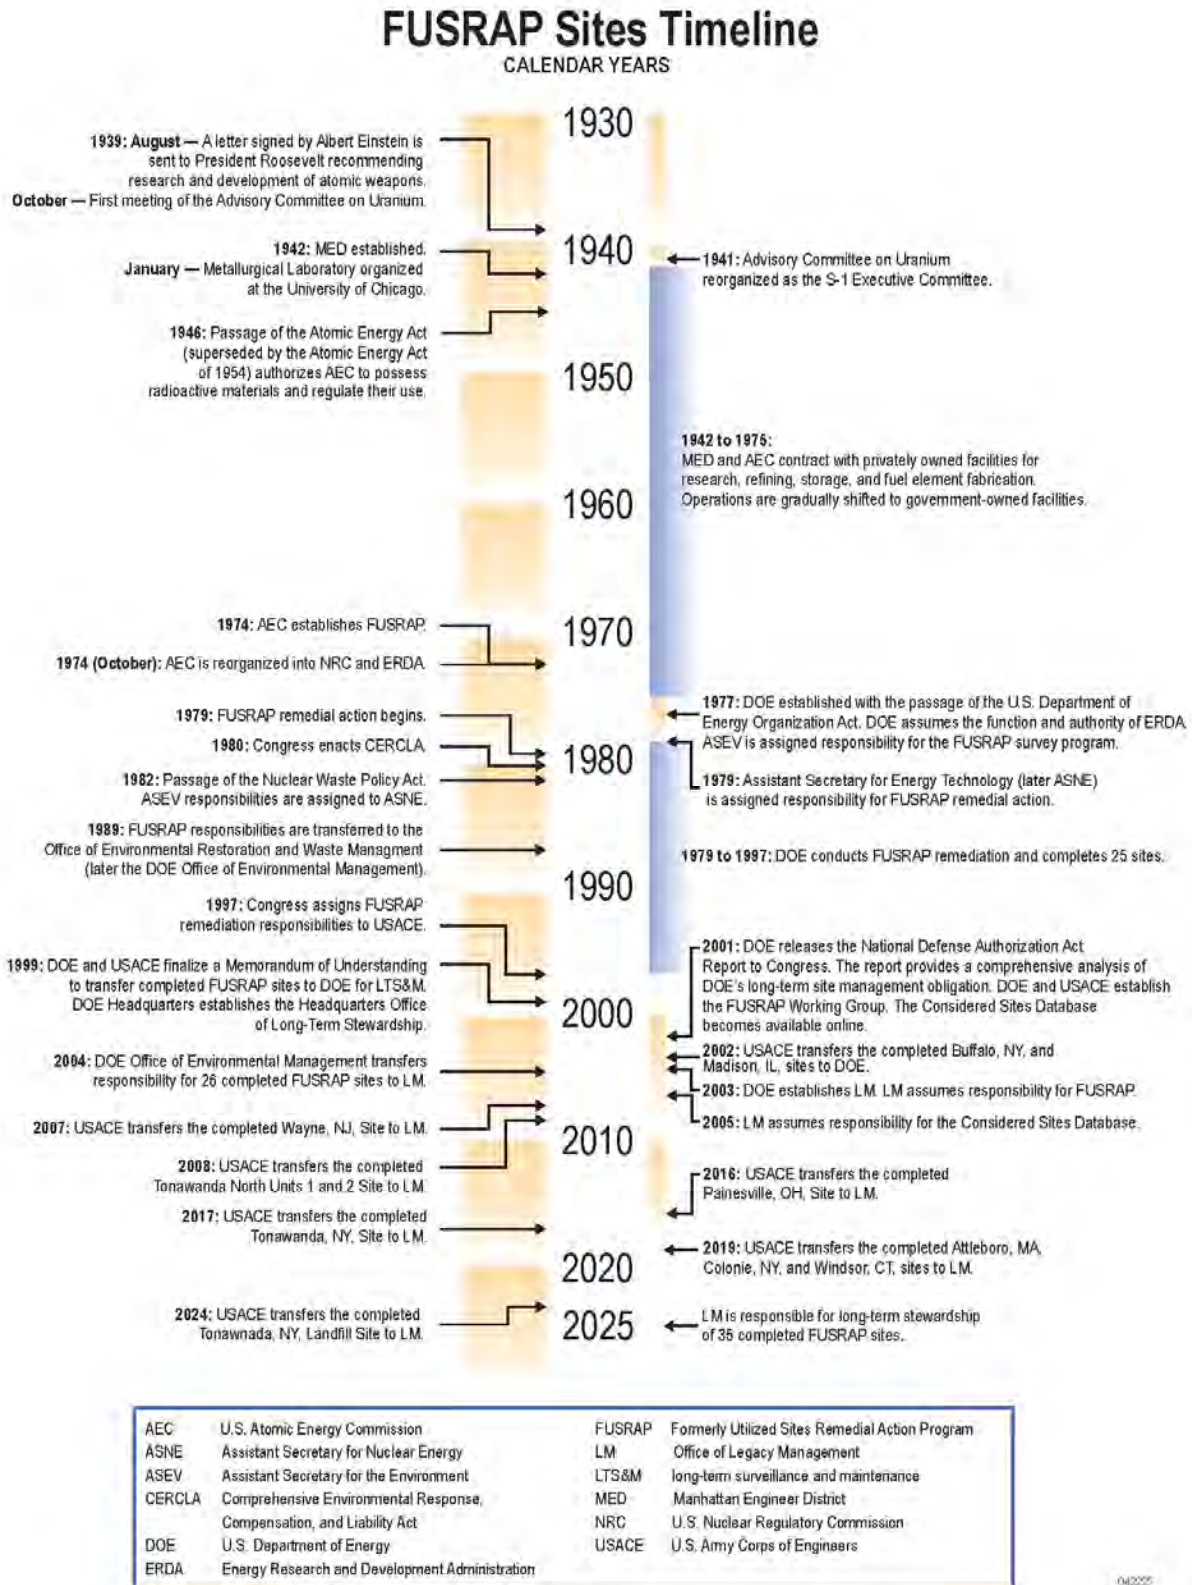 FUSRAP Sites Timeline
CALENDAR YEARS
1930
1939: August — A letter signed by Albert Einstein is
sent to President Roosevelt recommending
research and development of atomic weapons.
October — First meeting of the Advisory Committee on Uranium.
1940
1942: MED established.
January — Metallurgical Laboratory organized
at the University of Chicago.
1941: Advisory Committee on Uranium
reorganized as the S-1 Executive Committee.
1946: Passage of the Atomic Energy Act
(superseded by the Atomic Energy Act
of 1954) authorizes AEC to possess
radioactive materials and regulate their use.
1950
1942 to 1975:
MED and AEC contract with privately owned facilities for
research, refining, storage, and fuel element fabrication.
Operations are gradually shifted to government-owned facilities.
1960
1974: AEC establishes FUSRAP.
1970
1974 (October): AEC is reorganized into NRC and ERDA.
1979: FUSRAP remedial action begins.
1980: Congress enacts CERCLA.
1977: DOE established with the passage of the U.S. Department of
Energy Organization Act. DOE assumes the function and authority of ERDA.
ASEV is assigned responsibility for the FUSRAP survey program.
1980
1982: Passage of the Nuclear Waste Policy Act.
ASEV responsibilities are assigned to ASNE.
1979: Assistant Secretary for Energy Technology (later ASNE)
is assigned responsibility for FUSRAP remedial action.
1989: FUSRAP responsibilities are transferred to the
Office of Environmental Restoration and Waste Managment
(later the DOE Office of Environmental Management).
1979 to 1997: DOE conducts FUSRAP remediation and completes 25 sites.
1990
1997: Congress assigns FUSRAP
remediation responsibilities to USACE.
1999: DOE and USACE finalize a Memorandum of Understanding
to transfer completed FUSRAP sites to DOE for LTS&M.
DOE Headquarters establishes the Headquarters Office
of Long-Term Stewardship.
2001: DOE releases the National Defense Authorization Act
Report to Congress. The report provides a comprehensive analysis of
DOE's long-term site management obligation. DOE and USACE establish
the FUSRAP Working Group. The Considered Sites Database
becomes available online.
2000
2004: DOE Office of Environmental Management transfers
responsibility for 26 completed FUSRAP sites to LM.
2002: USACE transfers the completed Buffalo, NY, and
Madison, IL, sites to DOE.
2003: DOE establishes LM. LM assumes responsibility for FUSRAP.
2007: USACE transfers the completed Wayne, NJ, Site to LM.
2005: LM assumes responsibility for the Considered Sites Database.
2010
2008: USACE transfers the completed
Tonawanda North Units 1 and 2 Site to LM.
2016: USACE transfers the completed
Painesville, OH, Site to LM.
2017: USACE transfers the completed
Tonawanda, NY, Site to LM.
2019: USACE transfers the completed Attleboro, MA,
Colonie, NY, and Windsor, CT, sites to LM.
2020
2024: USACE transfers the completed
Tonawnada, NY, Landfill Site to LM.
2025
LM is responsible for long-term stewardship
of 35 completed FUSRAP sites.
AEC U.S. Atomic Energy Commission
ASNE Assistant Secretary for Nuclear Energy
ASEV Assistant Secretary for the Environment
CERCLA Comprehensive Environmental Response,
Compensation, and Liability Act
DOE U.S. Department of Energy
ERDA Energy Research and Development Administration
FUSRAP Formerly Utilized Sites Remedial Action Program
LM Office of Legacy Management
LTS&M long-term surveillance and maintenance
MED Manhattan Engineer District
NRC U.S. Nuclear Regulatory Commission
USACE U.S. Army Corps of Engineers